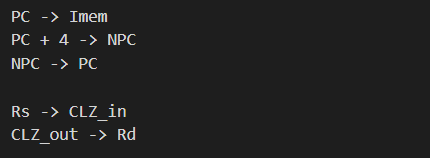 PC -> Imem
PC + 4 -> NPC
NPC -> PC
Rs -> CLZ_in
CLZ_out -> Rd